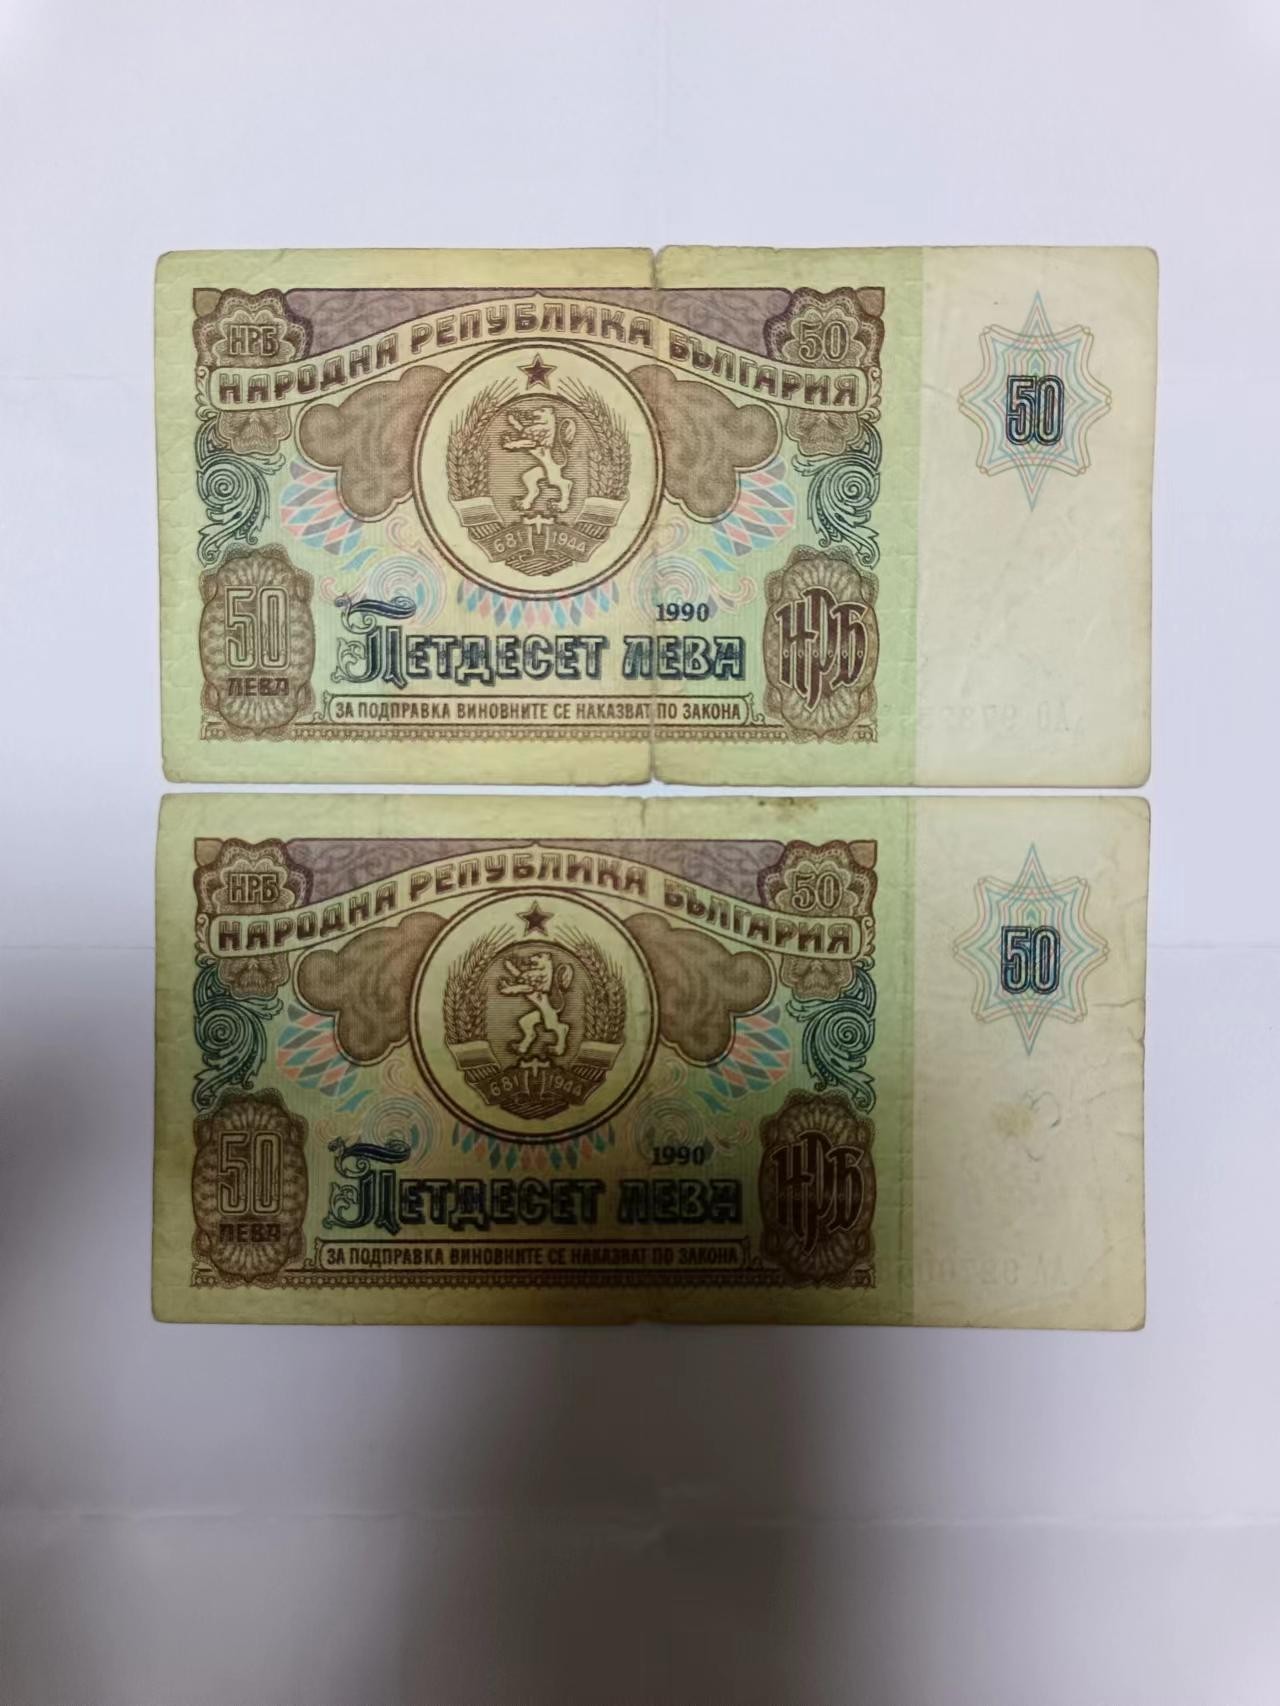 НАРОДНА РЕПУБЛИКА БЪЛГАРИЯ
НРБ
50
50
681 1944
1990
50 ЛЕВА
ПЕТДЕСЕТ ЛЕВА
НРБ
ЗА ПОДПРАВКА ВИНОВНИТЕ СЕ НАКАЗВАТ ПО ЗАКОНА
НАРОДНА РЕПУБЛИКА БЪЛГАРИЯ
НРБ
50
50
681 1944
1990
50 ЛЕВА
ПЕТДЕСЕТ ЛЕВА
НРБ
ЗА ПОДПРАВКА ВИНОВНИТЕ СЕ НАКАЗВАТ ПО ЗАКОНА